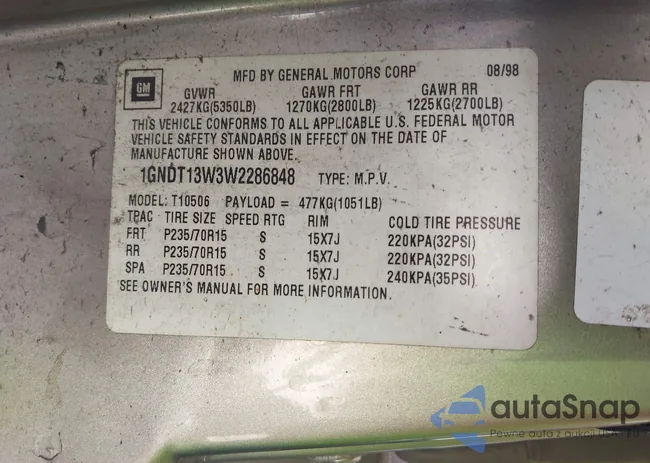 MFD BY GENERAL MOTORS CORP 08/98
GM
GVWR GAWR FRT GAWR RR
2427KG(5350LB) 1270KG(2800LB) 1225KG(2700LB)
THIS VEHICLE CONFORMS TO ALL APPLICABLE U.S. FEDERAL MOTOR
VEHICLE SAFETY STANDARDS IN EFFECT ON THE DATE OF
MANUFACTURE SHOWN ABOVE.
1GNDT13W3W2286848 TYPE: M.P.V.
MODEL: T10506 PAYLOAD = 477KG(1051LB)
TPAC TIRE SIZE SPEED RTG RIM COLD TIRE PRESSURE
FRT P235/70R15 S 15X7J 220KPA(32PSI)
RR P235/70R15 S 15X7J 220KPA(32PSI)
SPA P235/70R15 S 15X7J 240KPA(35PSI)
SEE OWNER'S MANUAL FOR MORE INFORMATION.
autoSnap
Pewne auto z aukcji